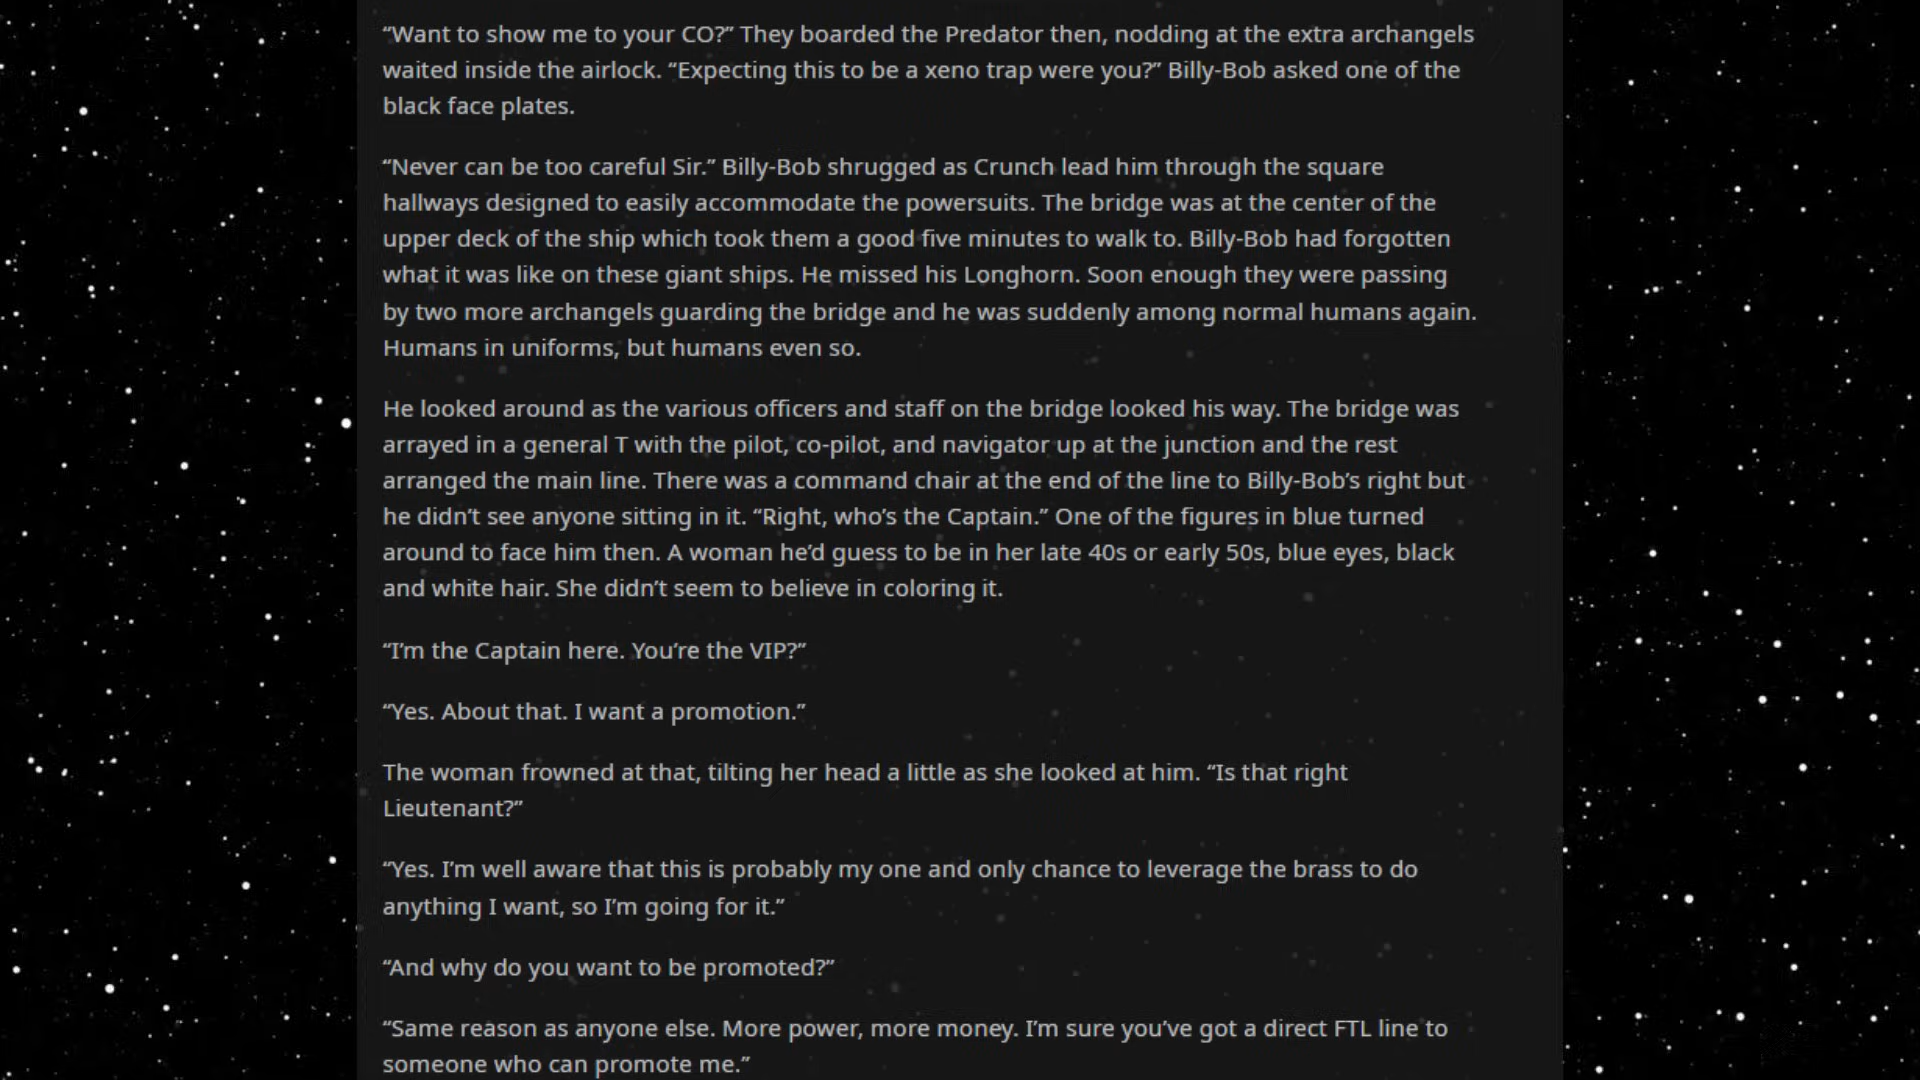 “Want to show me to your CO?” They boarded the Predator then, nodding at the extra archangels
waited inside the airlock. “Expecting this to be a xeno trap were you?” Billy-Bob asked one of the
black face plates.
“Never can be too careful Sir.” Billy-Bob shrugged as Crunch lead him through the square
hallways designed to easily accommodate the powersuits. The bridge was at the center of the
upper deck of the ship which took them a good five minutes to walk to. Billy-Bob had forgotten
what it was like on these giant ships. He missed his Longhorn. Soon enough they were passing
by two more archangels guarding the bridge and he was suddenly among normal humans again.
Humans in uniforms, but humans even so.
He looked around as the various officers and staff on the bridge looked his way. The bridge was
arrayed in a general T with the pilot, co-pilot, and navigator up at the junction and the rest
arranged the main line. There was a command chair at the end of the line to Billy-Bob’s right but
he didn’t see anyone sitting in it. “Right, who’s the Captain.” One of the figures in blue turned
around to face him then. A woman he’d guess to be in her late 40s or early 50s, blue eyes, black
and white hair. She didn’t seem to believe in coloring it.
“I’m the Captain here. You’re the VIP?”
“Yes. About that. I want a promotion.”
The woman frowned at that, tilting her head a little as she looked at him. “Is that right
Lieutenant?”
“Yes. I’m well aware that this is probably my one and only chance to leverage the brass to do
anything I want, so I’m going for it.”
“And why do you want to be promoted?”
“Same reason as anyone else. More power, more money. I’m sure you’ve got a direct FTL line to
someone who can promote me.”